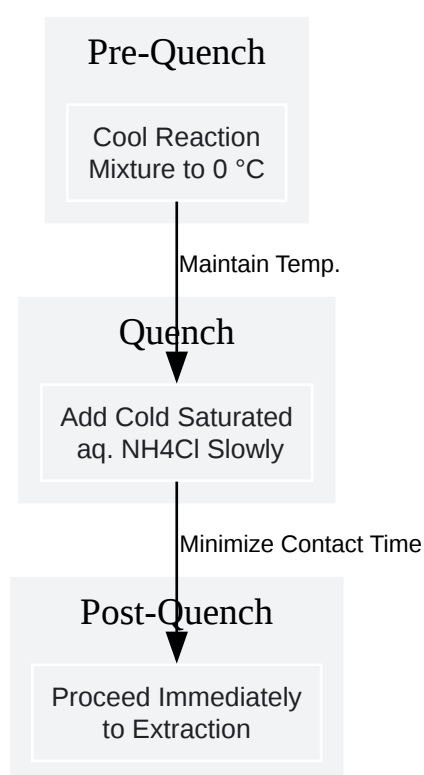 Pre-Quench
Cool Reaction
Mixture to 0 °C
Maintain Temp.
Quench
Add Cold Saturated
aq. NH4Cl Slowly
Minimize Contact Time
Post-Quench
Proceed Immediately
to Extraction